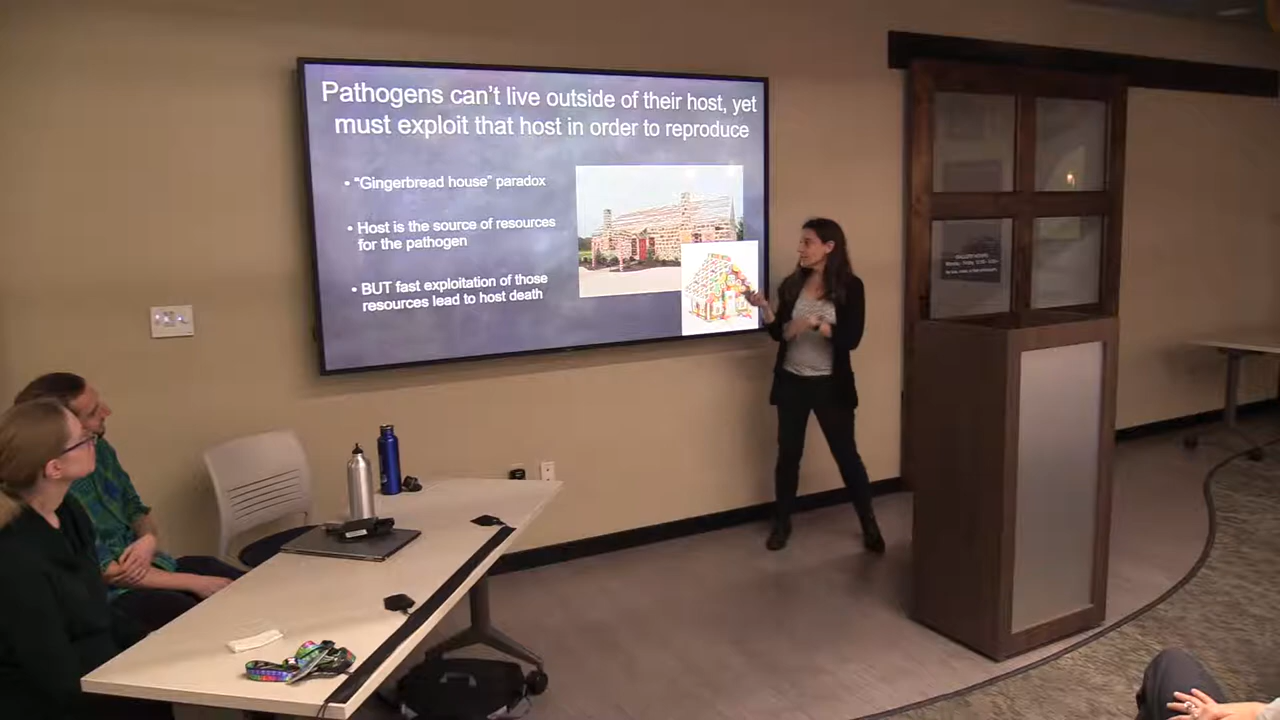 Pathogens can't live outside of their host, yet
must exploit that host in order to reproduce
• "Gingerbread house" paradox
• Host is the source of resources
for the pathogen
• BUT fast exploitation of those
resources lead to host death
GALLERY HOURS